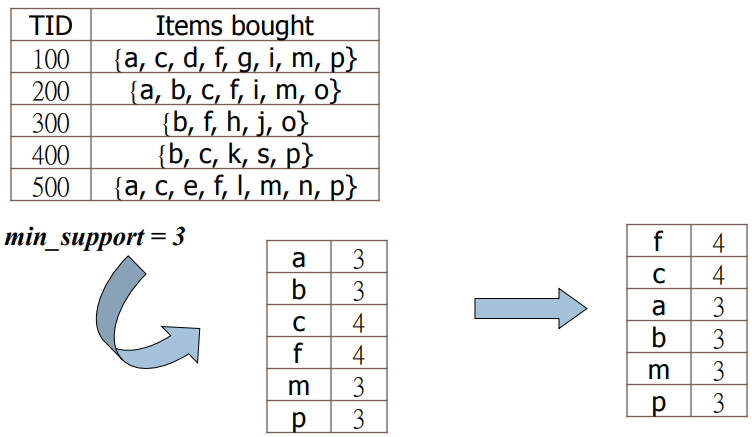 TID Items bought
100 {a, c, d, f, g, i, m, p}
200 {a, b, c, f, i, m, o}
300 {b, f, h, j, o}
400 {b, c, k, s, p}
500 {a, c, e, f, l, m, n, p}
min_support = 3
a 3
b 3
c 4
f 4
m 3
p 3
f 4
c 4
a 3
b 3
m 3
p 3